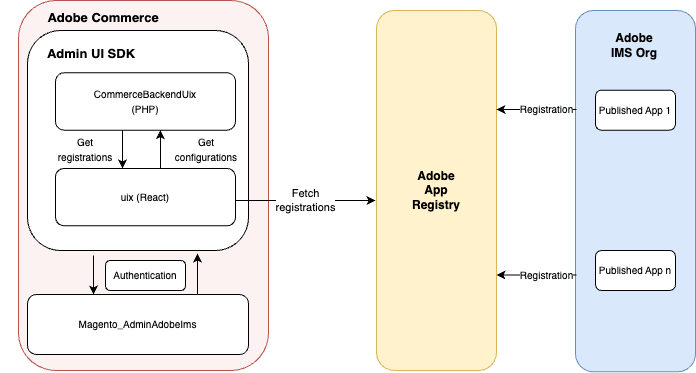 Adobe Commerce
Admin UI SDK
CommerceBackendUix
(PHP)
Get
registrations
Get
configurations
uix (React)
Authentication
Magento_AdminAdobeIms
Fetch
registrations
Adobe
App
Registry
Registration
Registration
Adobe
IMS Org
Published App 1
Published App n